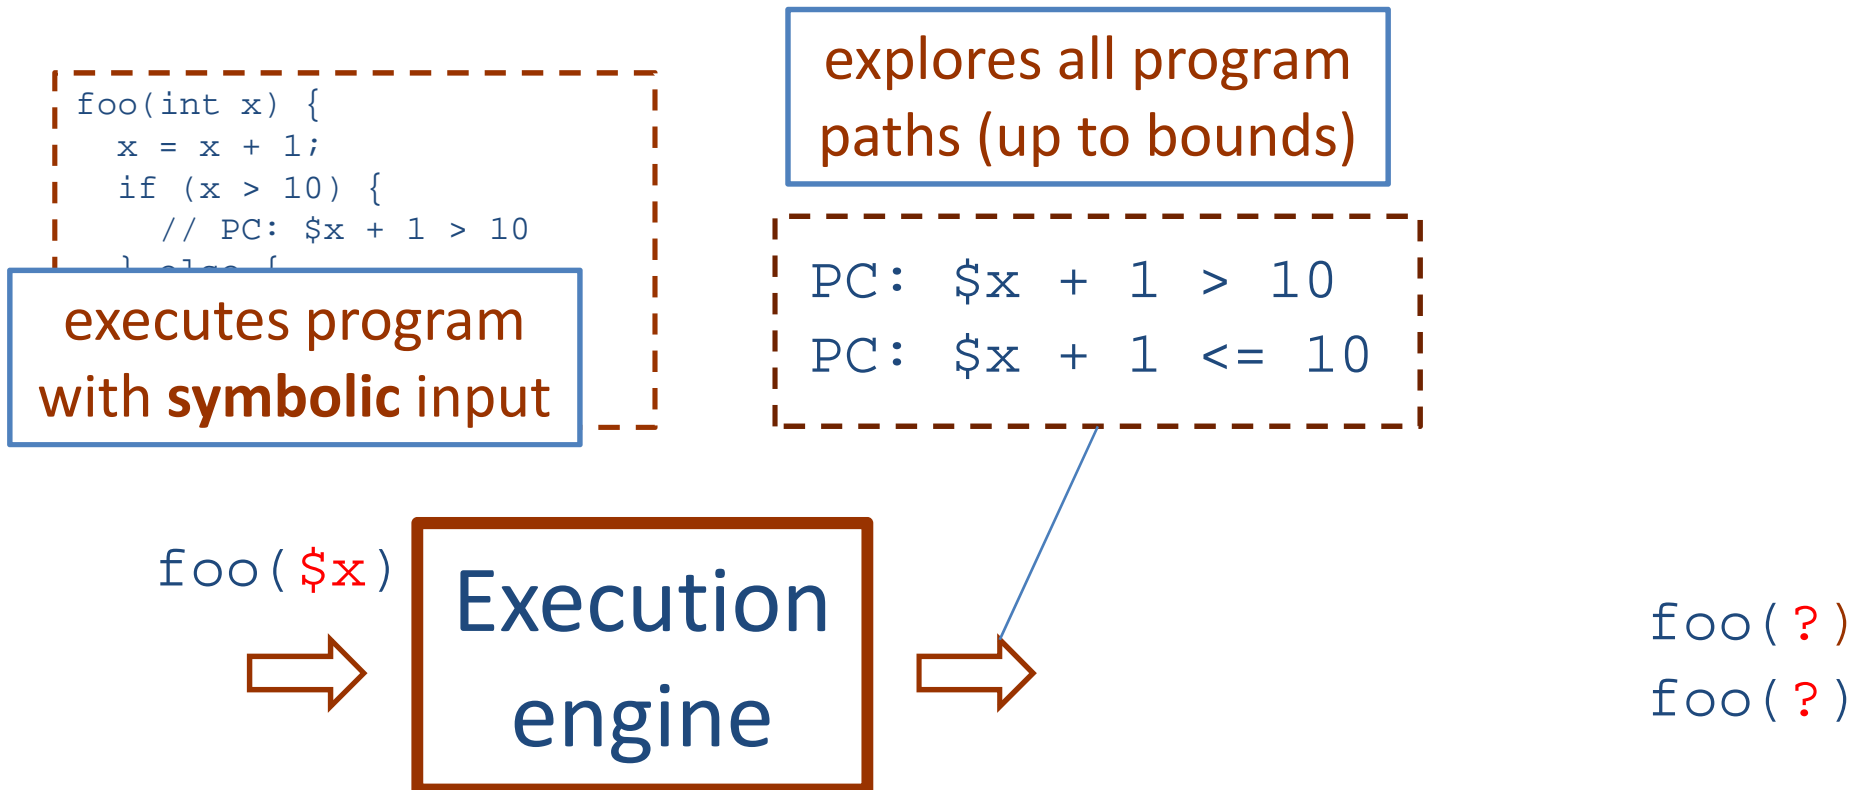 foo(int x) {
x = x + 1;
if (x > 10) {
// PC: $x + 1 > 10
} else {
executes program
with symbolic input
explores all program
paths (up to bounds)
PC: $x + 1 > 10
PC: $x + 1 <= 10
foo($x)
Execution
engine
foo(?)
foo(?)